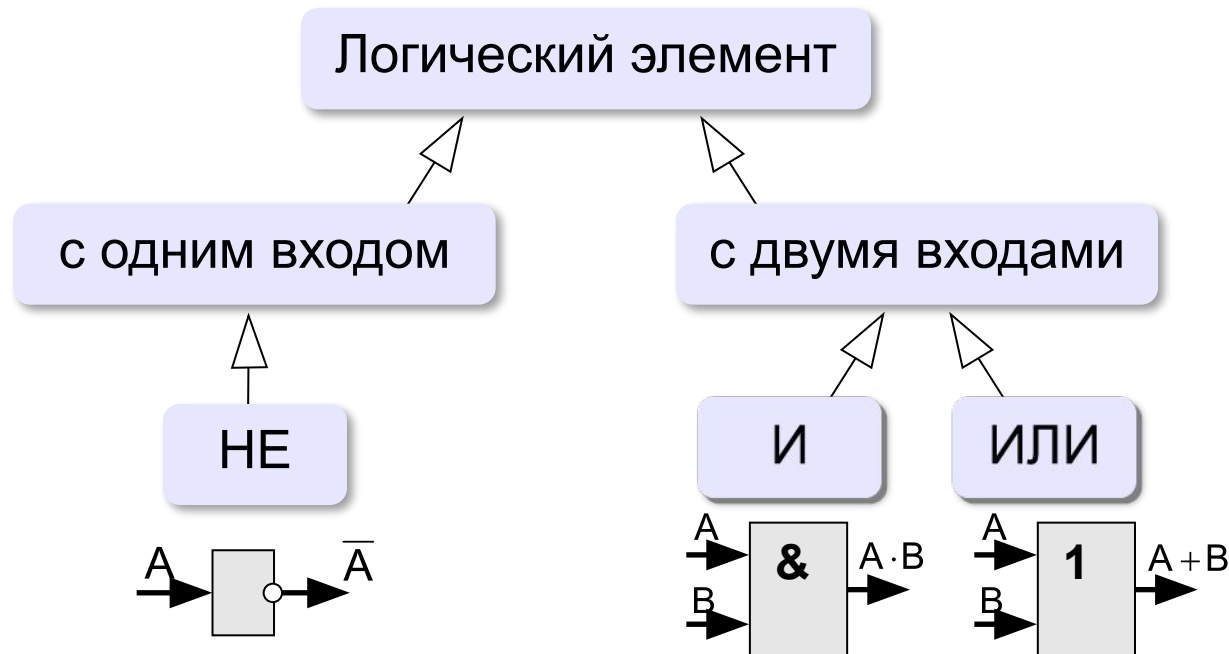 Логический элемент
с одним входом
с двумя входами
НЕ
И
ИЛИ
A
A̅
A
B
&
A·B
A
B
1
A+B